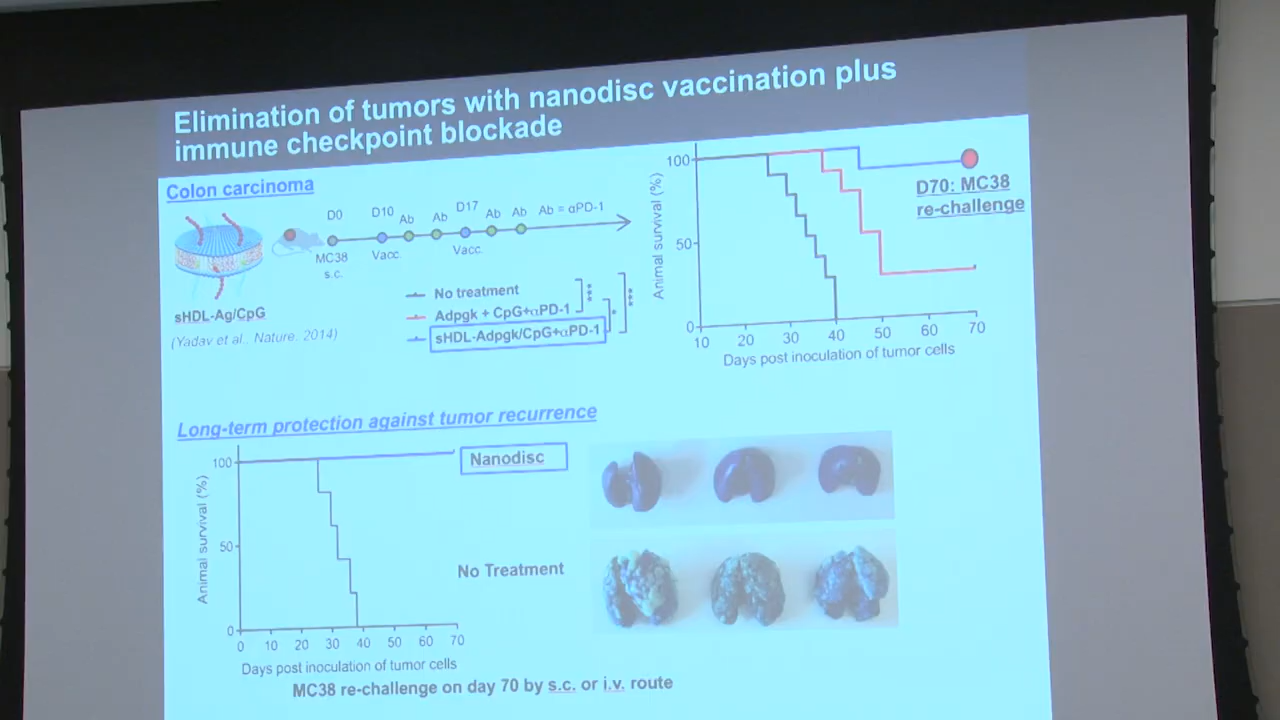 Elimination of tumors with nanodisc vaccination plus
immune checkpoint blockade
Colon carcinoma
D0
D10
Ab
Ab
D17
Ab
Ab
Ab = αPD-1
MC38
s.c.
Vacc.
Vacc.
sHDL-Ag/CpG
(Yadav et al.. Nature. 2014)
No treatment
Adpgk + CpG+αPD-1
sHDL-Adpgk/CpG+αPD-1
***
*
***
Animal survival (%)
100
50
0
10 20 30 40 50 60 70
Days post inoculation of tumor cells
D70: MC38
re-challenge
Long-term protection against tumor recurrence
Animal survival (%)
100
50
0
0 10 20 30 40 50 60 70
Days post inoculation of tumor cells
Nanodisc
No Treatment
MC38 re-challenge on day 70 by s.c. or i.v. route